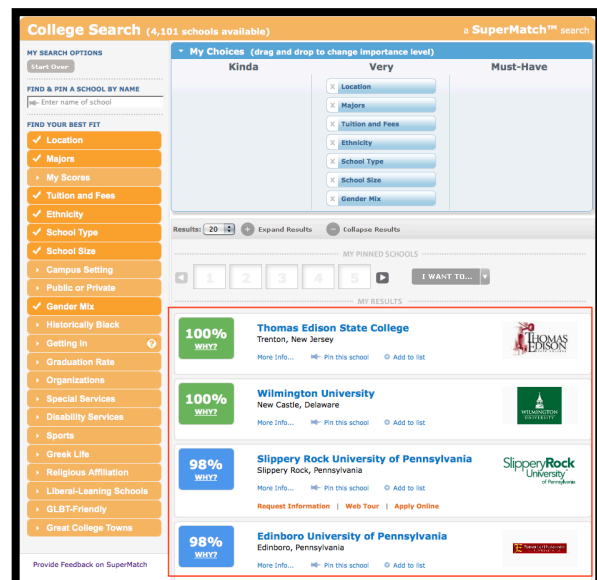 College Search (4,101 schools available)
a SuperMatch™ search
MY SEARCH OPTIONS
Start Over
FIND & PIN A SCHOOL BY NAME
Enter name of school
FIND YOUR BEST FIT
Location
Majors
My Scores
Tuition and Fees
Ethnicity
School Type
School Size
Campus Setting
Public or Private
Gender Mix
Historically Black
Getting In ?
Graduation Rate
Organizations
Special Services
Disability Services
Sports
Greek Life
Religious Affiliation
Liberal-Leaning Schools
GLBT-Friendly
Great College Towns
Provide Feedback on SuperMatch
My Choices (drag and drop to change importance level)
Kinda Very Must-Have
X Location
X Majors
X Tuition and Fees
X Ethnicity
X School Type
X School Size
X Gender Mix
Results: 20 Expand Results Collapse Results
MY PINNED SCHOOLS
1 2 3 4 5 I WANT TO...
MY RESULTS
100%
WHY?
Thomas Edison State College
Trenton, New Jersey
More Info... Pin this school Add to list
THOMAS
EDISON
100%
WHY?
Wilmington University
New Castle, Delaware
More Info... Pin this school Add to list
WILMINGTON
UNIVERSITY
98%
WHY?
Slippery Rock University of Pennsylvania
Slippery Rock, Pennsylvania
More Info... Pin this school Add to list
Request Information | Web Tour | Apply Online
SlipperyRock
University
of Pennsylvania
98%
WHY?
Edinboro University of Pennsylvania
Edinboro, Pennsylvania
More Info... Pin this school Add to list